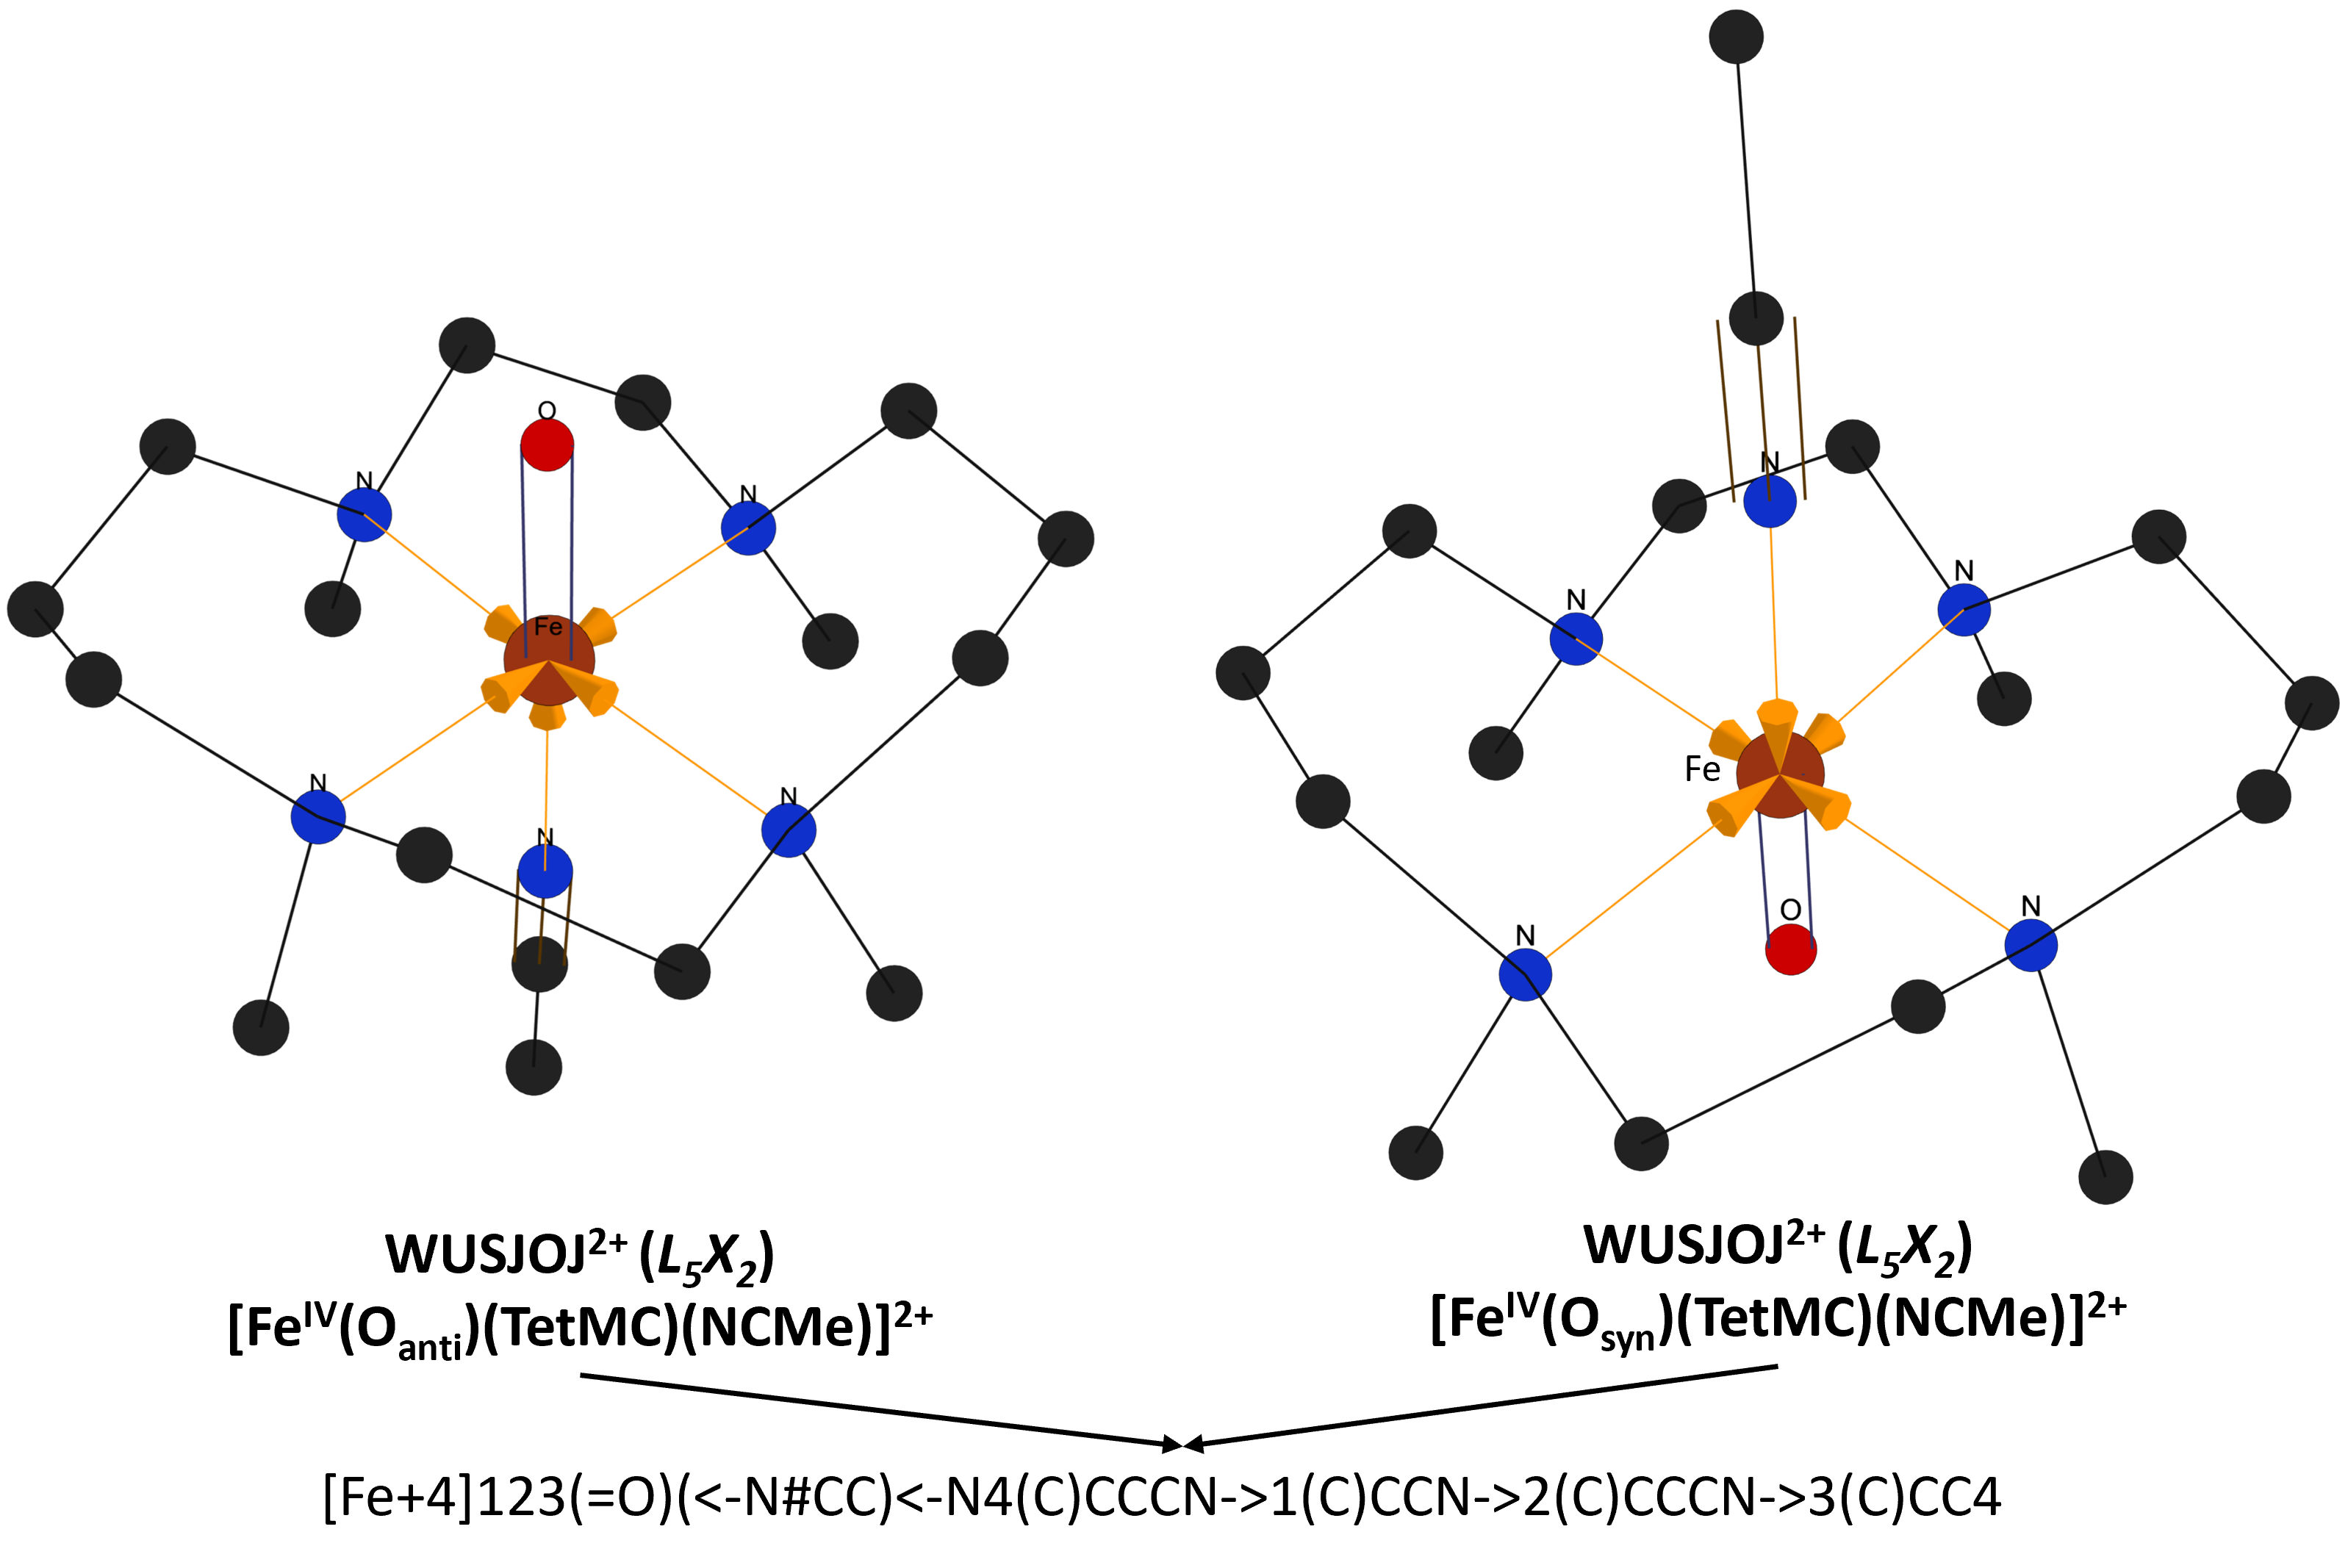 N
O
N
N
N
Fe
N
N
N
N
N
N
Fe
O
N
N
WUSJOJ²⁺ (L₅X₂)
[Feᴵⱽ(Oₐₙₜᵢ)(TetMC)(NCMe)]²⁺
WUSJOJ²⁺ (L₅X₂)
[Feᴵⱽ(O_syn)(TetMC)(NCMe)]²⁺
[Fe+4]123(=O)(<-N#CC)<-N4(C)CCCN->1(C)CCN->2(C)CCCN->3(C)CC4